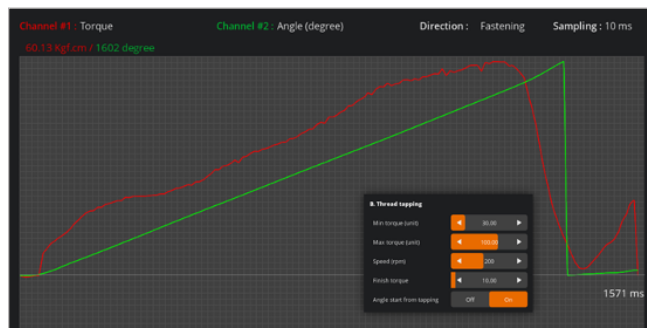 Channel #1 : Torque Channel #2 : Angle (degree) Direction : Fastening Sampling : 10 ms
60.13 Kgf.cm / 1602 degree
B. Thread tapping
Min torque (unit) 30.00
Max torque (unit) 100.00
Speed (rpm) 200
Finish torque 10.00
Angle start from tapping Off On
1571 ms